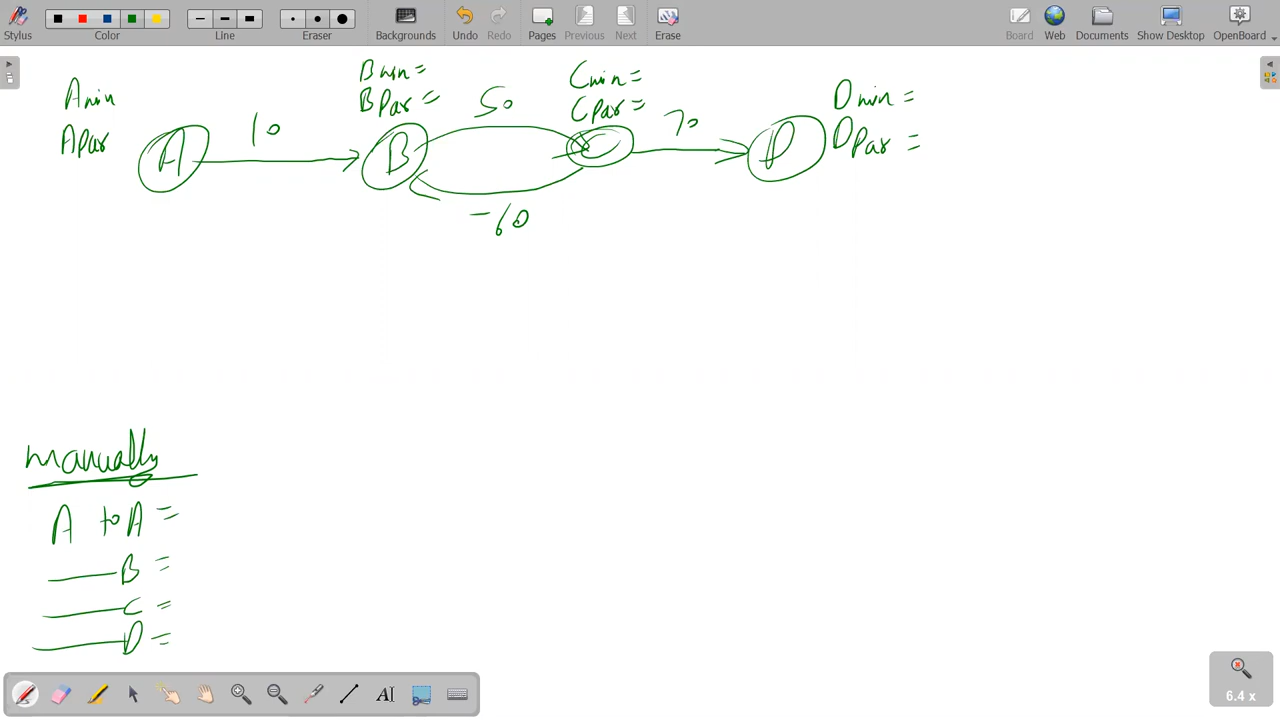 Stylus
Color
Line
Eraser
Backgrounds
Undo
Redo
Pages
Previous
Next
Erase
Board
Web
Documents
Show Desktop
OpenBoard
Amin
APar
A
10
Bmin =
BPar =
B
50
-60
Cmin =
CPar =
C
70
D
Dmin =
DPar =
manually
A to A =
B =
C =
D =
AI
6.4 x